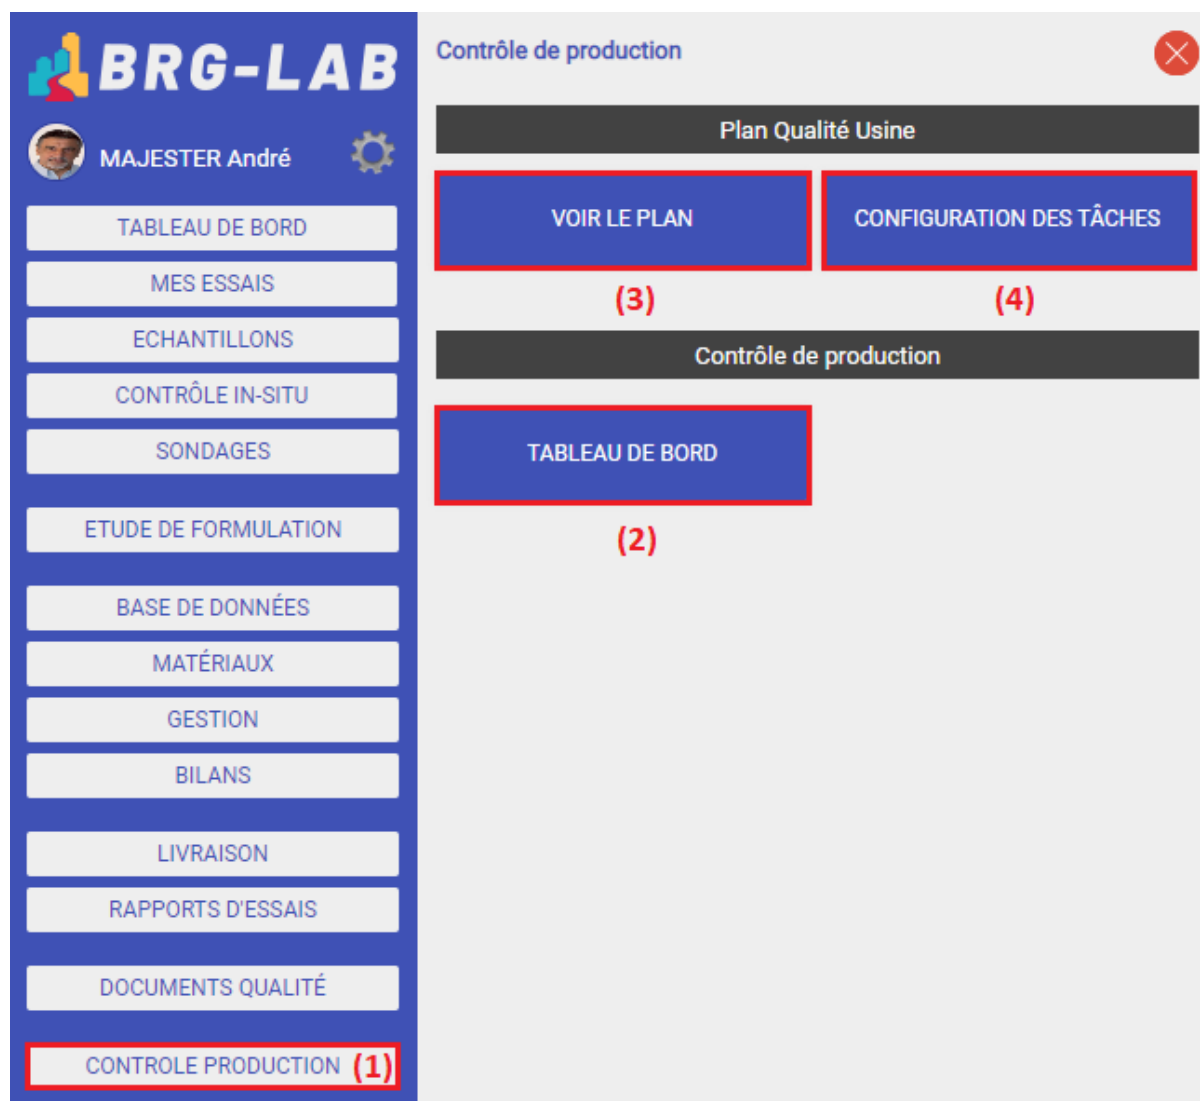 BRG-LAB
MAJESTER André
TABLEAU DE BORD
MES ESSAIS
ECHANTILLONS
CONTRÔLE IN-SITU
SONDAGES
ETUDE DE FORMULATION
BASE DE DONNÉES
MATÉRIAUX
GESTION
BILANS
LIVRAISON
RAPPORTS D'ESSAIS
DOCUMENTS QUALITÉ
CONTROLE PRODUCTION (1)
Contrôle de production
Plan Qualité Usine
VOIR LE PLAN
CONFIGURATION DES TÂCHES
(3)
(4)
Contrôle de production
TABLEAU DE BORD
(2)